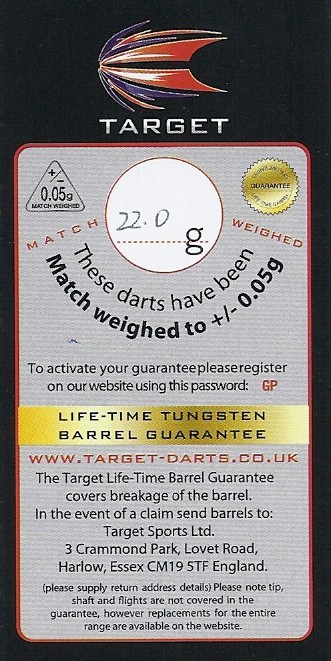 TARGET
+
-
0.05g
MATCH WEIGHED
22.0
g
GUARANTEE
MATCH WEIGHED
These darts have been
Match weighed to +/- 0.05g
To activate your guarantee please register
on our website using this password: GP
LIFE-TIME TUNGSTEN
BARREL GUARANTEE
WWW.TARGET-DARTS.CO.UK
The Target Life-Time Barrel Guarantee
covers breakage of the barrel.
In the event of a claim send barrels to:
Target Sports Ltd.
3 Crammond Park, Lovet Road,
Harlow, Essex CM19 5TF England.
(please supply return address details) Please note tip,
shaft and flights are not covered in the
guarantee, however replacements for the entire
range are available on the website.